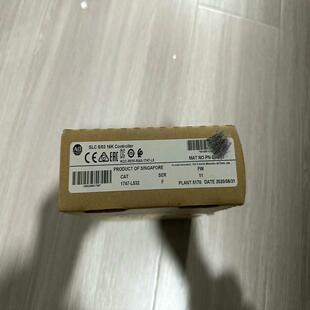 AB
SLC 5/03 16K Controller
MAT NO
PRODUCT OF SINGAPORE
FW
CAT
SER
11
1747-L532
F
PLANT 5170 DATE 2020/08/31